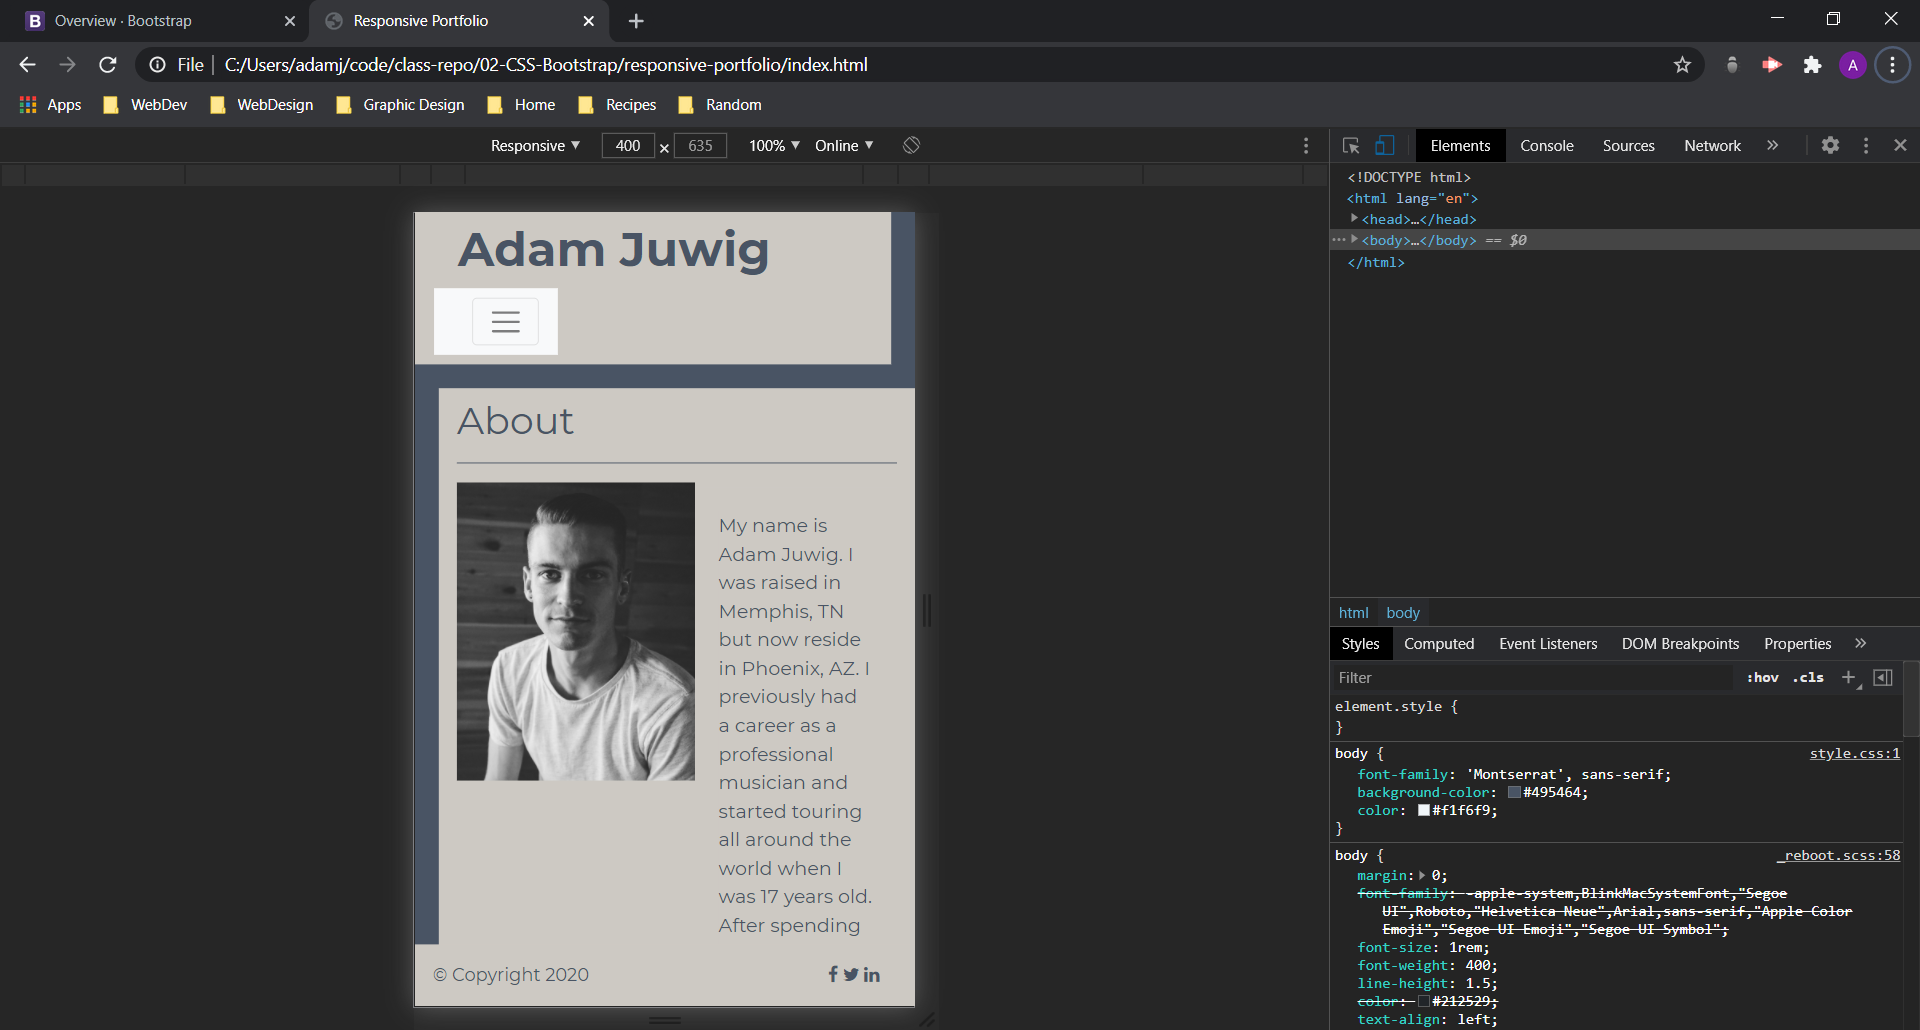 Overview · Bootstrap
Responsive Portfolio
File
C:/Users/adamj/code/class-repo/02-CSS-Bootstrap/responsive-portfolio/index.html
A
Apps WebDev WebDesign Graphic Design Home Recipes Random
Responsive 400 × 635 100% Online
Elements Console Sources Network »
<!DOCTYPE html>
<html lang="en">
<head>…</head>
<body>…</body> == $0
</html>
Adam Juwig
About
My name is
Adam Juwig. I
was raised in
Memphis, TN
but now reside
in Phoenix, AZ. I
previously had
a career as a
professional
musician and
started touring
all around the
world when I
was 17 years old.
After spending
© Copyright 2020
html body
Styles Computed Event Listeners DOM Breakpoints Properties »
Filter :hov .cls +
element.style {
}
body { style.css:1
font-family: 'Montserrat', sans-serif;
background-color: #495464;
color: #f1f6f9;
}
body { _reboot.scss:58
margin: 0;
font-family: -apple-system,BlinkMacSystemFont,"Segoe
UI",Roboto,"Helvetica Neue",Arial,sans-serif,"Apple Color
Emoji","Segoe UI Emoji","Segoe UI Symbol";
font-size: 1rem;
font-weight: 400;
line-height: 1.5;
color: #212529;
text-align: left;